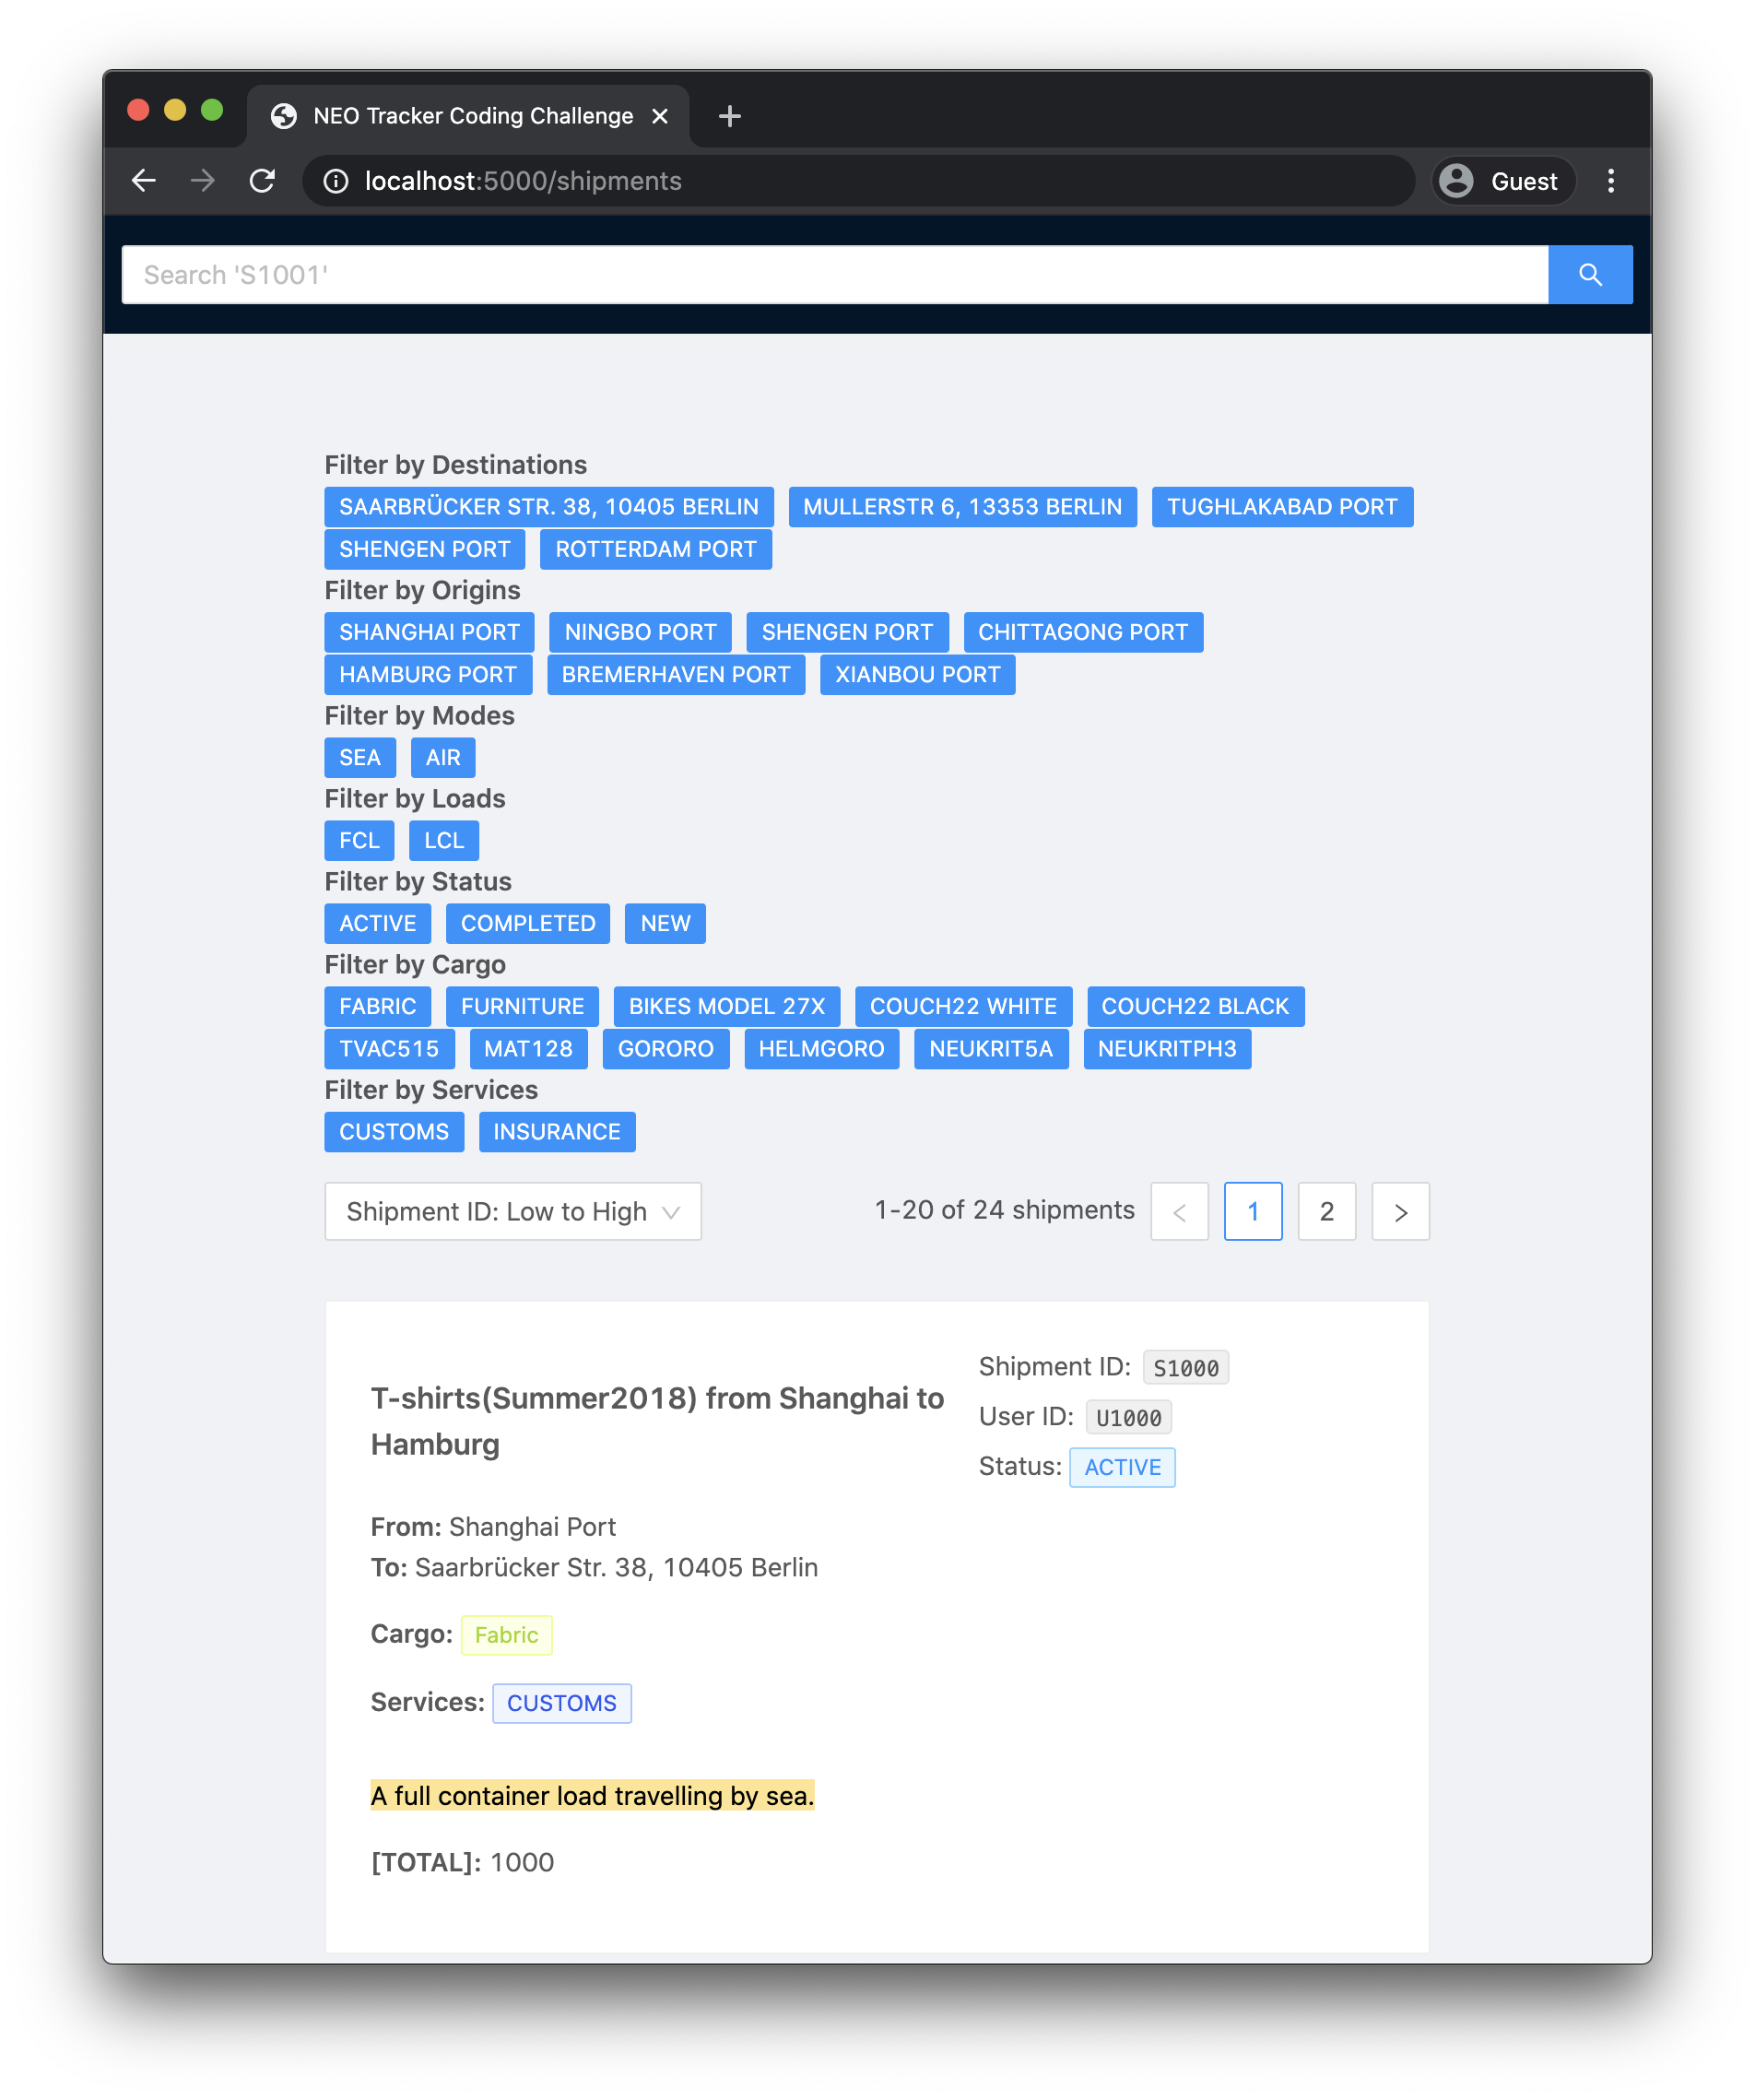 NEO Tracker Coding Challenge
localhost:5000/shipments
Guest
Search 'S1001'
Filter by Destinations
SAARBRÜCKER STR. 38, 10405 BERLIN MULLERSTR 6, 13353 BERLIN TUGHLAKABAD PORT
SHENGEN PORT ROTTERDAM PORT
Filter by Origins
SHANGHAI PORT NINGBO PORT SHENGEN PORT CHITTAGONG PORT
HAMBURG PORT BREMERHAVEN PORT XIANBOU PORT
Filter by Modes
SEA AIR
Filter by Loads
FCL LCL
Filter by Status
ACTIVE COMPLETED NEW
Filter by Cargo
FABRIC FURNITURE BIKES MODEL 27X COUCH22 WHITE COUCH22 BLACK
TVAC515 MAT128 GORORO HELMGORO NEUKRIT5A NEUKRITPH3
Filter by Services
CUSTOMS INSURANCE
Shipment ID: Low to High 1-20 of 24 shipments < 1 2 >
T-shirts(Summer2018) from Shanghai to
Hamburg
Shipment ID: S1000
User ID: U1000
Status: ACTIVE
From: Shanghai Port
To: Saarbrücker Str. 38, 10405 Berlin
Cargo: Fabric
Services: CUSTOMS
A full container load travelling by sea.
[TOTAL]: 1000